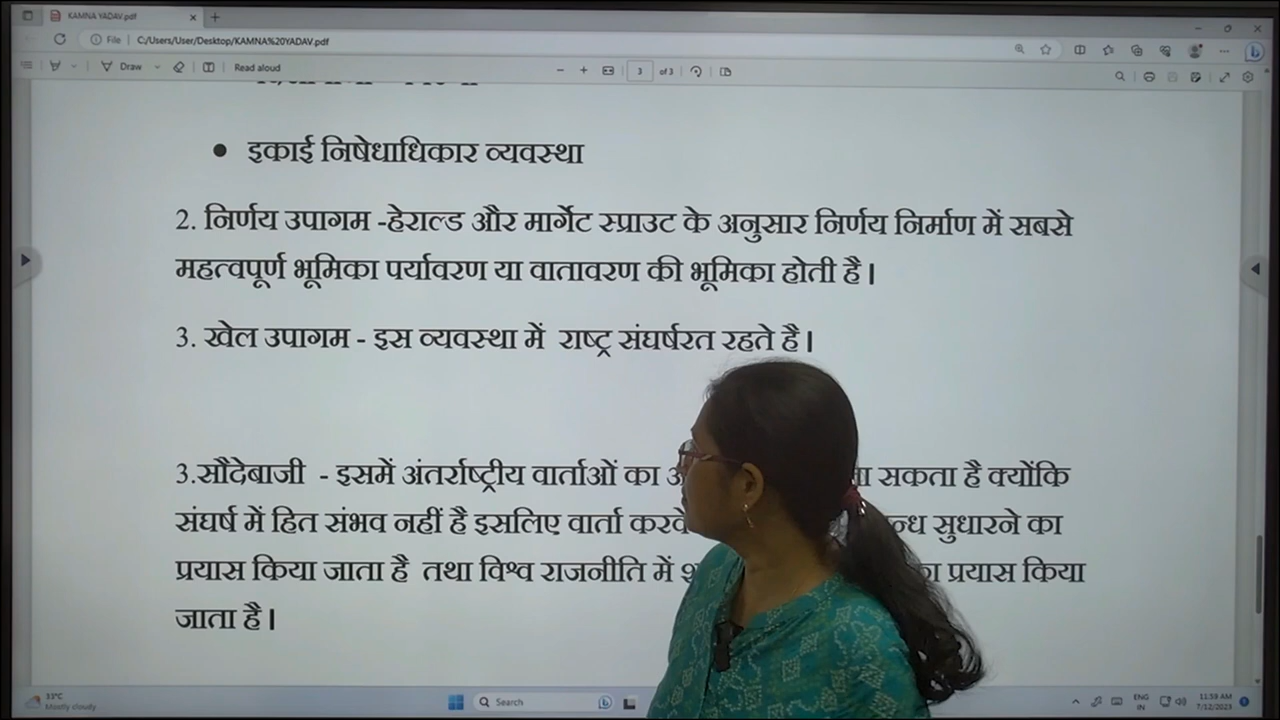 KAMNA YADAV.pdf
File C:/Users/User/Desktop/KAMNA%20YADAV.pdf
Draw Read aloud 3 of 3
• इकाई निषेधाधिकार व्यवस्था
2. निर्णय उपागम -हेराल्ड और मार्गेट स्प्राउट के अनुसार निर्णय निर्माण में सबसे
महत्वपूर्ण भूमिका पर्यावरण या वातावरण की भूमिका होती है।
3. खेल उपागम - इस व्यवस्था में राष्ट्र संघर्षरत रहते है।
3.सौदेबाजी - इसमें अंतर्राष्ट्रीय वार्ताओं का सकता है क्योंकि
संघर्ष में हित संभव नहीं है इसलिए वार्ता सुधारने का
प्रयास किया जाता है तथा विश्व राजनीति में प्रयास किया
जाता है।
33°C
Mostly cloudy
Search
ENG
IN
11:59 AM
7/12/2023